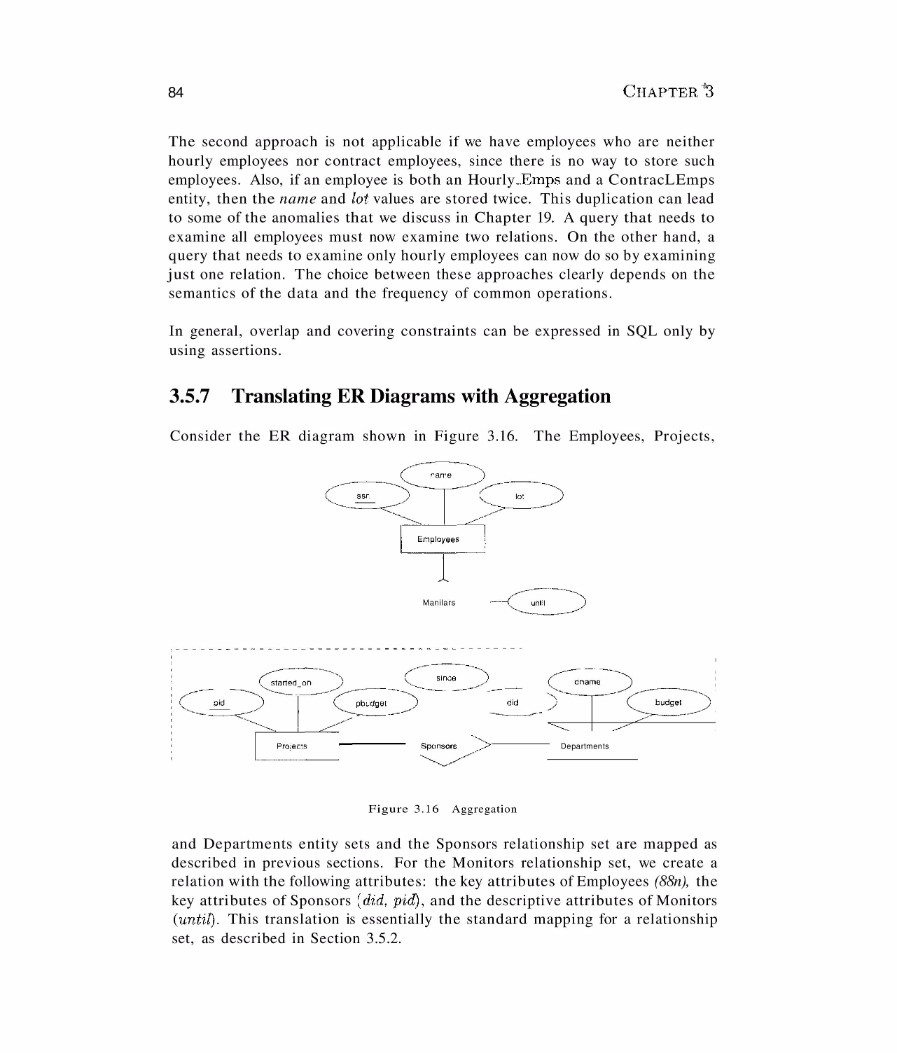 84
CHAPTER 3
The second approach is not applicable if we have employees who are neither
hourly employees nor contract employees, since there is no way to store such
employees. Also, if an employee is both an Hourly_Emps and a ContracLEmps
entity, then the name and lot values are stored twice. This duplication can lead
to some of the anomalies that we discuss in Chapter 19. A query that needs to
examine all employees must now examine two relations. On the other hand, a
query that needs to examine only hourly employees can now do so by examining
just one relation. The choice between these approaches clearly depends on the
semantics of the data and the frequency of common operations.
In general, overlap and covering constraints can be expressed in SQL only by
using assertions.
3.5.7 Translating ER Diagrams with Aggregation
Consider the ER diagram shown in Figure 3.16. The Employees, Projects,
name
ssn
lot
Employees
Manilars
until
since
started_on
dname
pid
pbudget
did
budget
Projects
Sponsors
Departments
Figure 3.16 Aggregation
and Departments entity sets and the Sponsors relationship set are mapped as
described in previous sections. For the Monitors relationship set, we create a
relation with the following attributes: the key attributes of Employees (88n), the
key attributes of Sponsors (did, pid), and the descriptive attributes of Monitors
(until). This translation is essentially the standard mapping for a relationship
set, as described in Section 3.5.2.